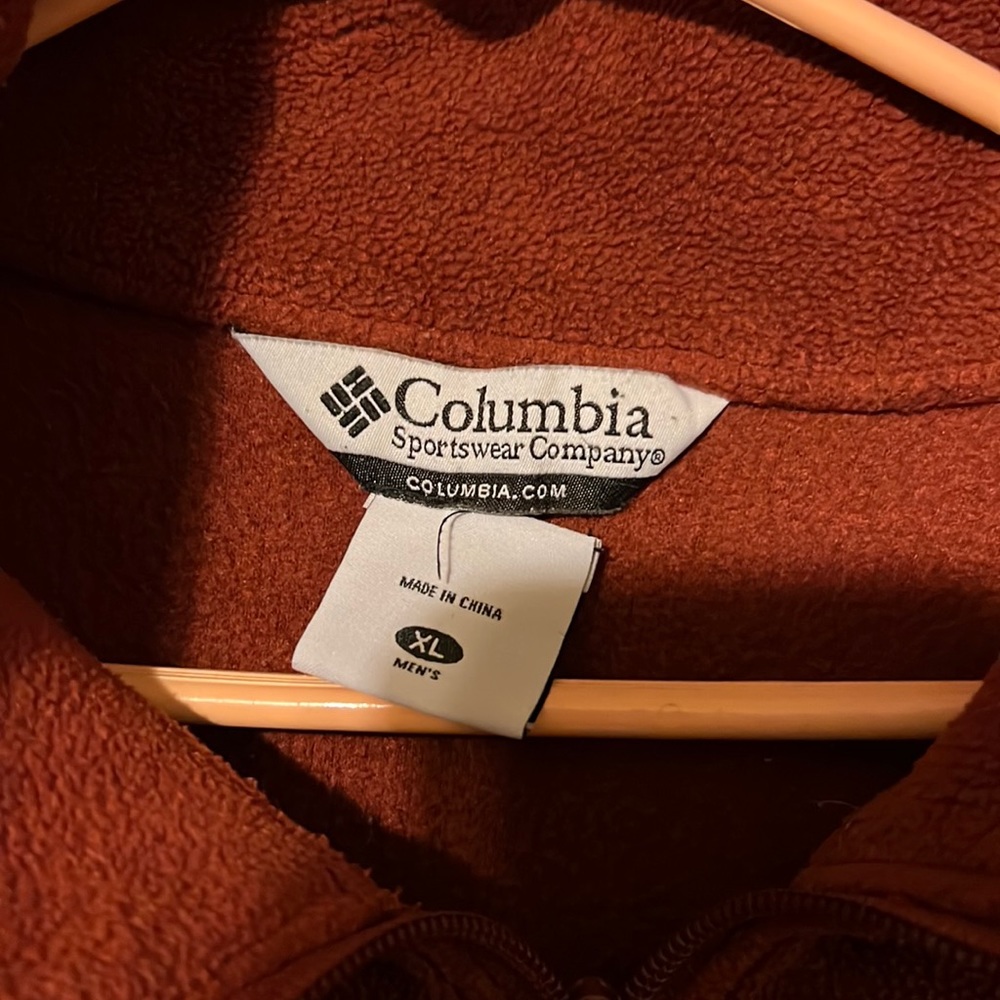 Columbia
Sportswear Company®
COLUMBIA.COM
MADE IN CHINA
XL
MEN'S